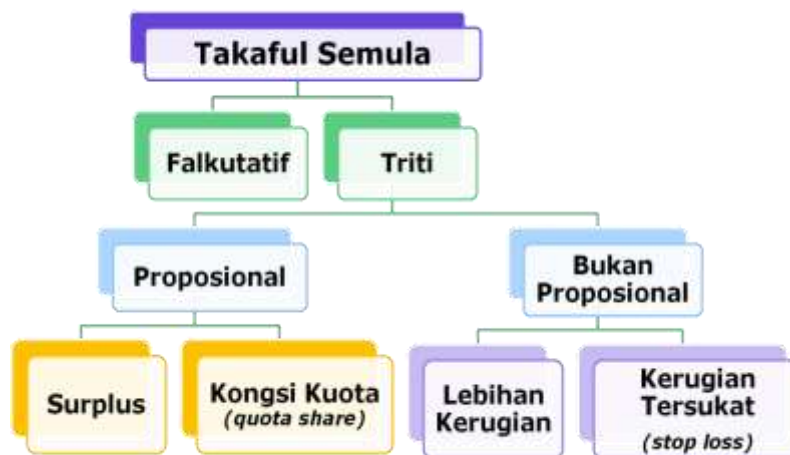 Takaful Semula
Falkutatif
Triti
Proposional
Bukan
Proposional
Surplus
Kongsi Kuota
(quota share)
Lebihan
Kerugian
Kerugian
Tersukat
(stop loss)